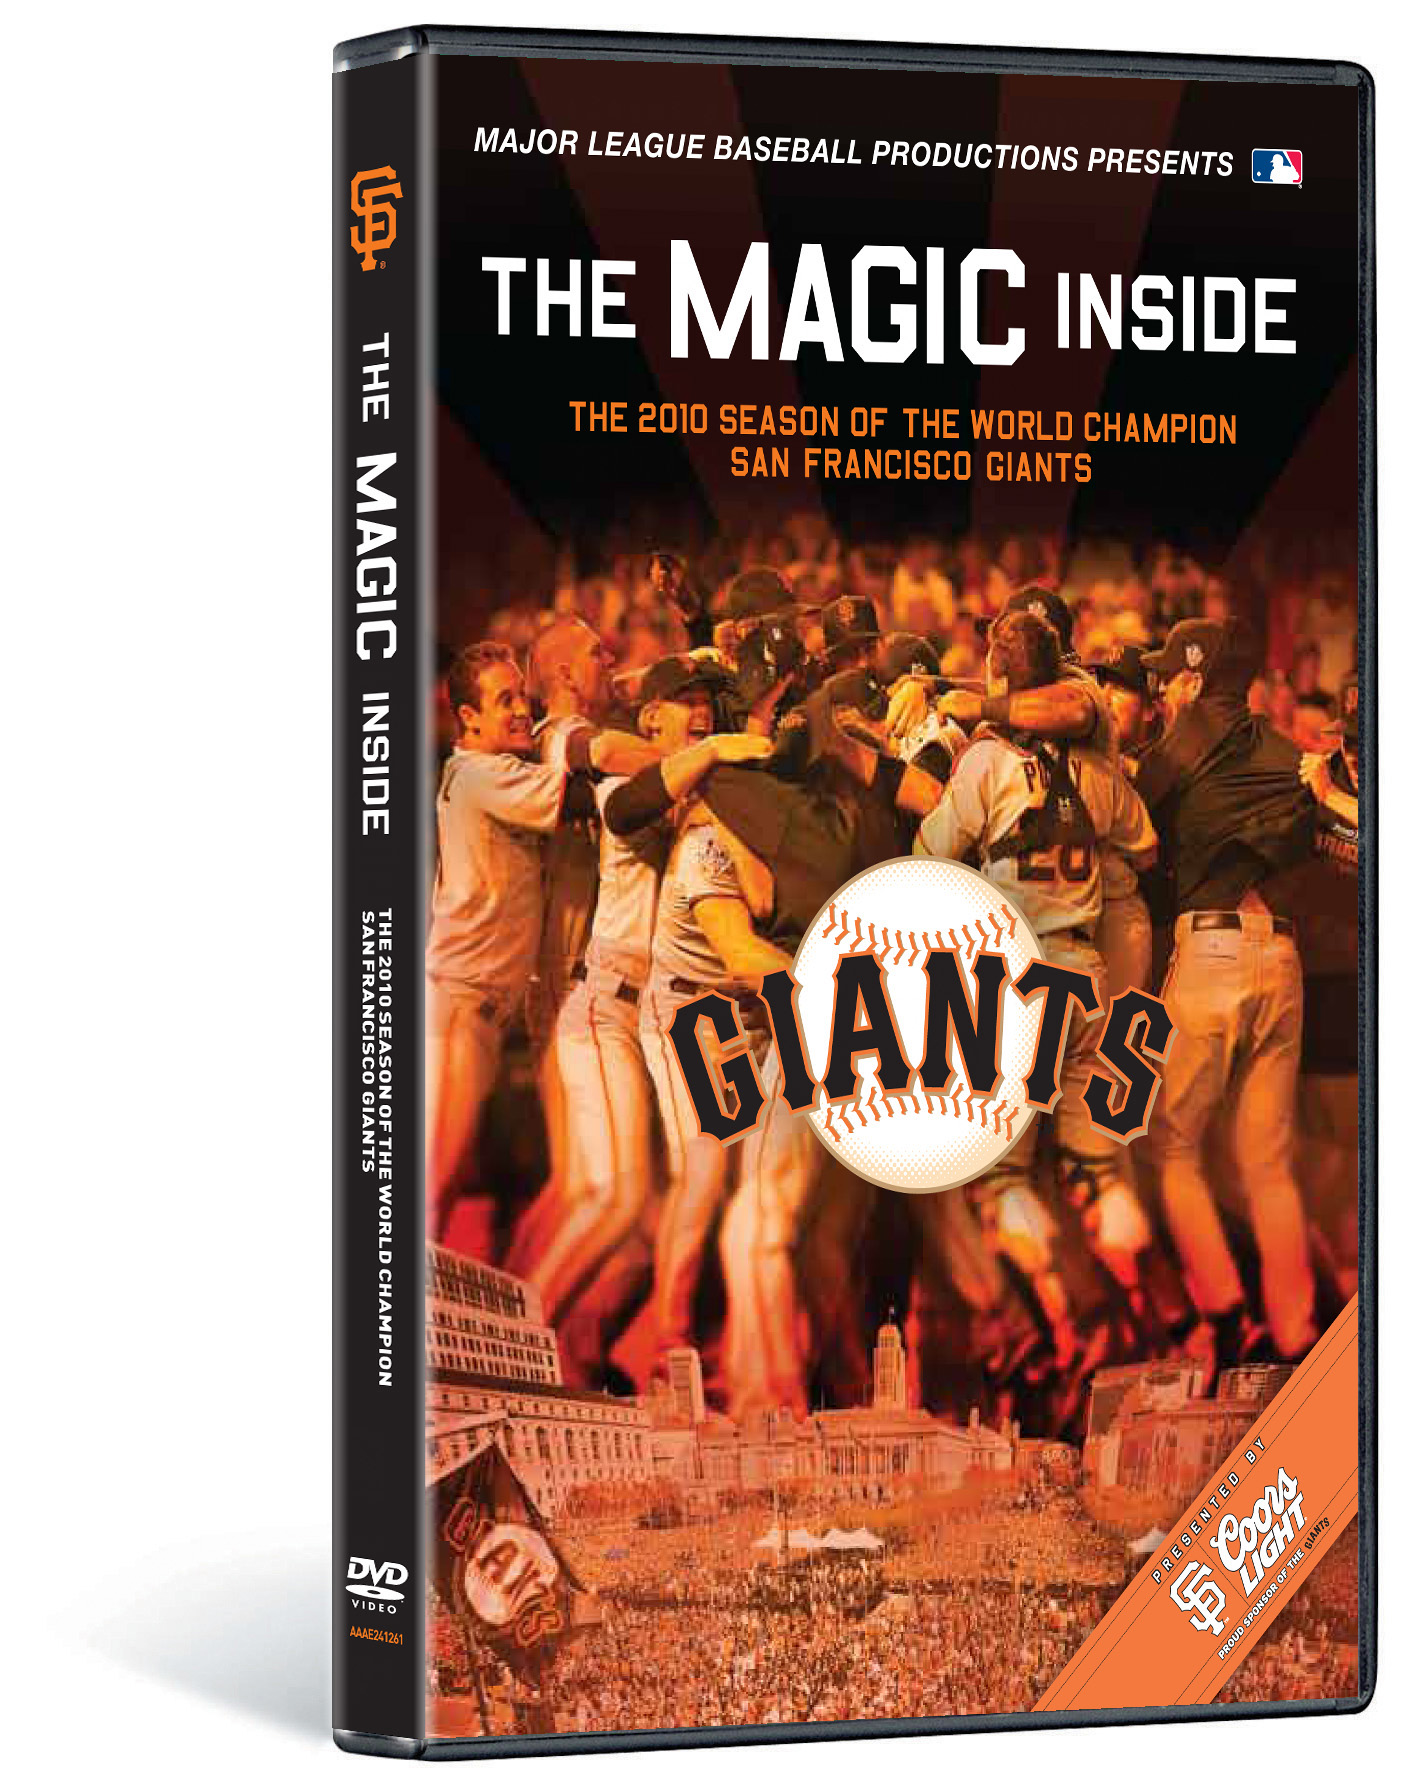 MAJOR LEAGUE BASEBALL PRODUCTIONS PRESENTS
THE MAGIC INSIDE
THE 2010 SEASON OF THE WORLD CHAMPION
SAN FRANCISCO GIANTS
GIANTS
PRESENTED BY
SF
Coors
LIGHT
PROUD SPONSOR OF THE GIANTS
SF
THE MAGIC INSIDE
THE 2010 SEASON OF THE WORLD CHAMPION
SAN FRANCISCO GIANTS
DVD
VIDEO
AAAE241261